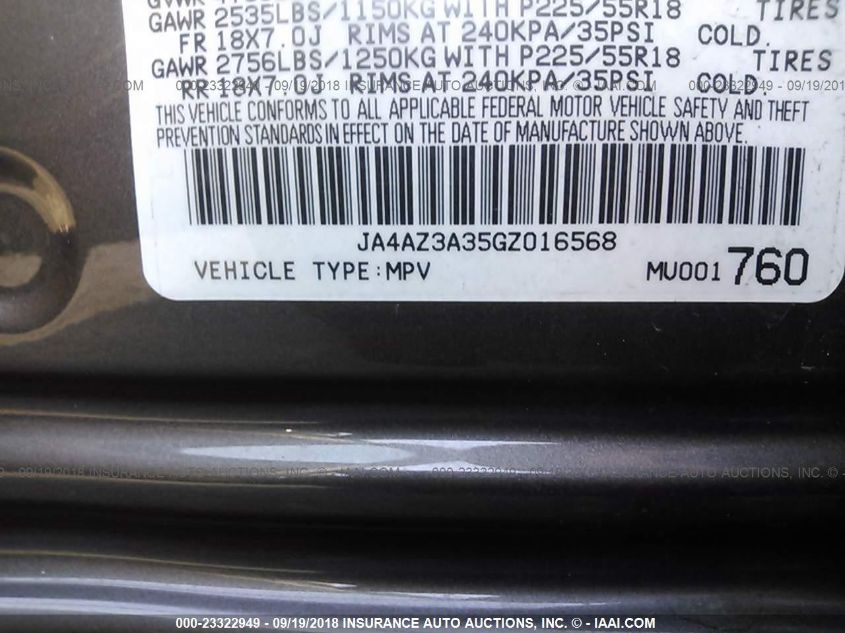 GAWR 2535LBS/1150KG WITH P225/55R18 TIRES
FR 18X7.0J RIMS AT 240KPA/35PSI COLD.
GAWR 2756LBS/1250KG WITH P225/55R18 TIRES
RR 18X7.0J RIMS AT 240KPA/35PSI COLD.
THIS VEHICLE CONFORMS TO ALL APPLICABLE FEDERAL MOTOR VEHICLE SAFETY AND THEFT
PREVENTION STANDARDS IN EFFECT ON THE DATE OF MANUFACTURE SHOWN ABOVE.
JA4AZ3A35GZ016568
VEHICLE TYPE:MPV MU001 760
000-23322949 - 09/19/2018 INSURANCE AUTO AUCTIONS, INC. - © IAAI.COM